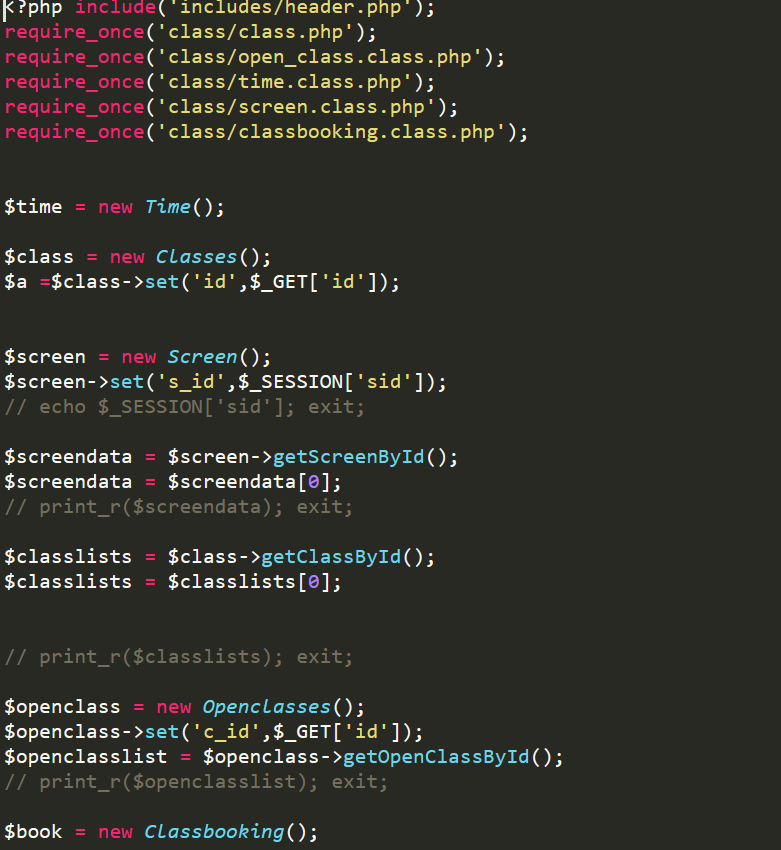 <?php include('includes/header.php');
require_once('class/class.php');
require_once('class/open_class.class.php');
require_once('class/time.class.php');
require_once('class/screen.class.php');
require_once('class/classbooking.class.php');
$time = new Time();
$class = new Classes();
$a =$class->set('id',$_GET['id']);
$screen = new Screen();
$screen->set('s_id',$_SESSION['sid']);
// echo $_SESSION['sid']; exit;
$screendata = $screen->getScreenById();
$screendata = $screendata[0];
// print_r($screendata); exit;
$classlists = $class->getClassById();
$classlists = $classlists[0];
// print_r($classlists); exit;
$openclass = new Openclasses();
$openclass->set('c_id',$_GET['id']);
$openclasslist = $openclass->getOpenClassById();
// print_r($openclasslist); exit;
$book = new Classbooking();